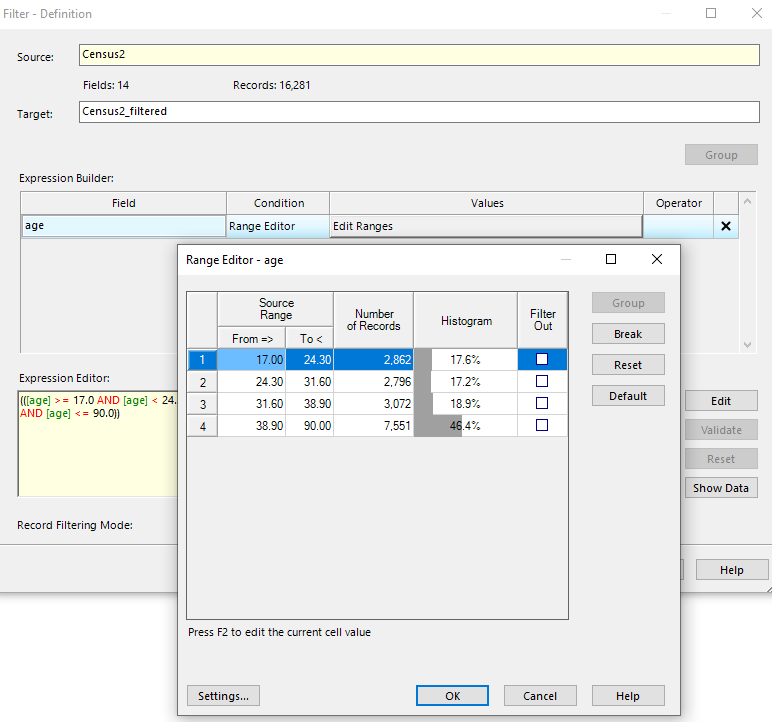 Filter - Definition
Source: Census2
Fields: 14 Records: 16,281
Target: Census2_filtered
Group
Expression Builder:
Field Condition Values Operator
age Range Editor Edit Ranges
Range Editor - age
Source Range
Number of Records
Histogram
Filter Out
From => To <
1 17.00 24.30 2,862 17.6%
2 24.30 31.60 2,796 17.2%
3 31.60 38.90 3,072 18.9%
4 38.90 90.00 7,551 46.4%
Group
Break
Reset
Default
Press F2 to edit the current cell value
Settings... OK Cancel Help
Expression Editor:
(([age] >= 17.0 AND [age] < 24.
AND [age] <= 90.0))
Edit
Validate
Reset
Show Data
Record Filtering Mode:
Help